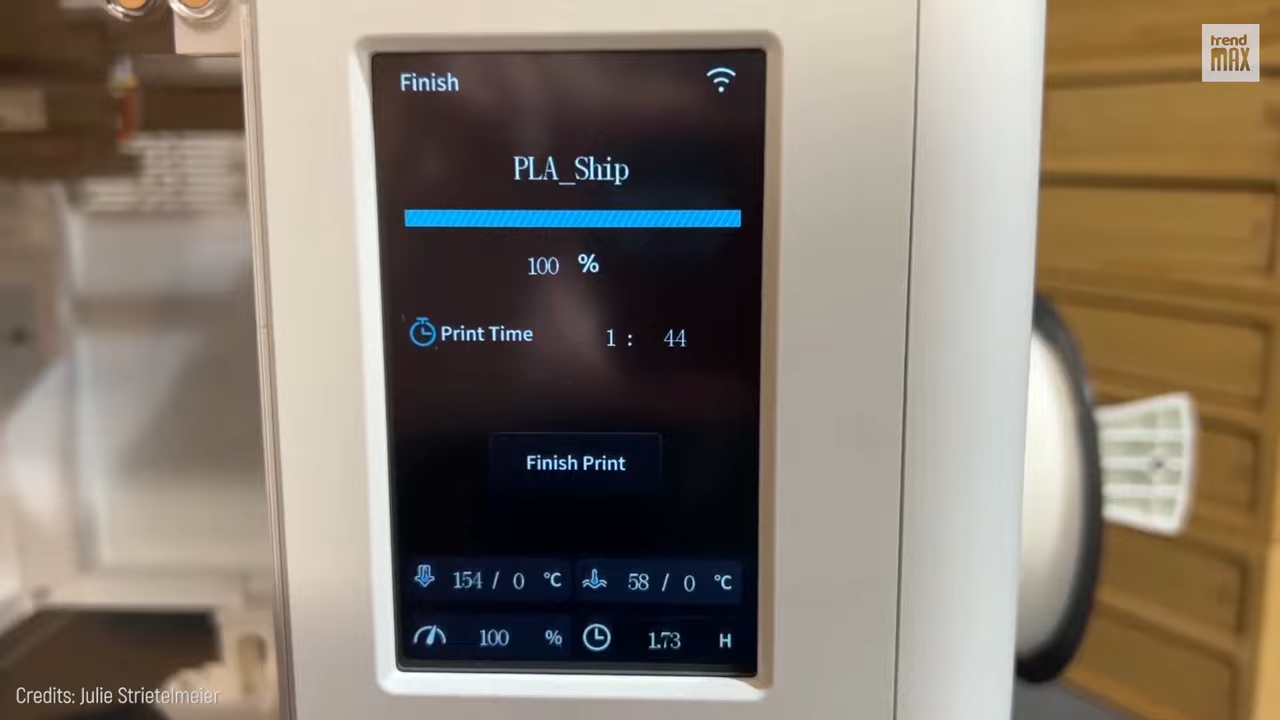 trend
MAX
Finish
PLA_Ship
100 %
Print Time 1 : 44
Finish Print
154 / 0 °C 58 / 0 °C
100 % 1.73 H
Credits: Julie Strietelmeier